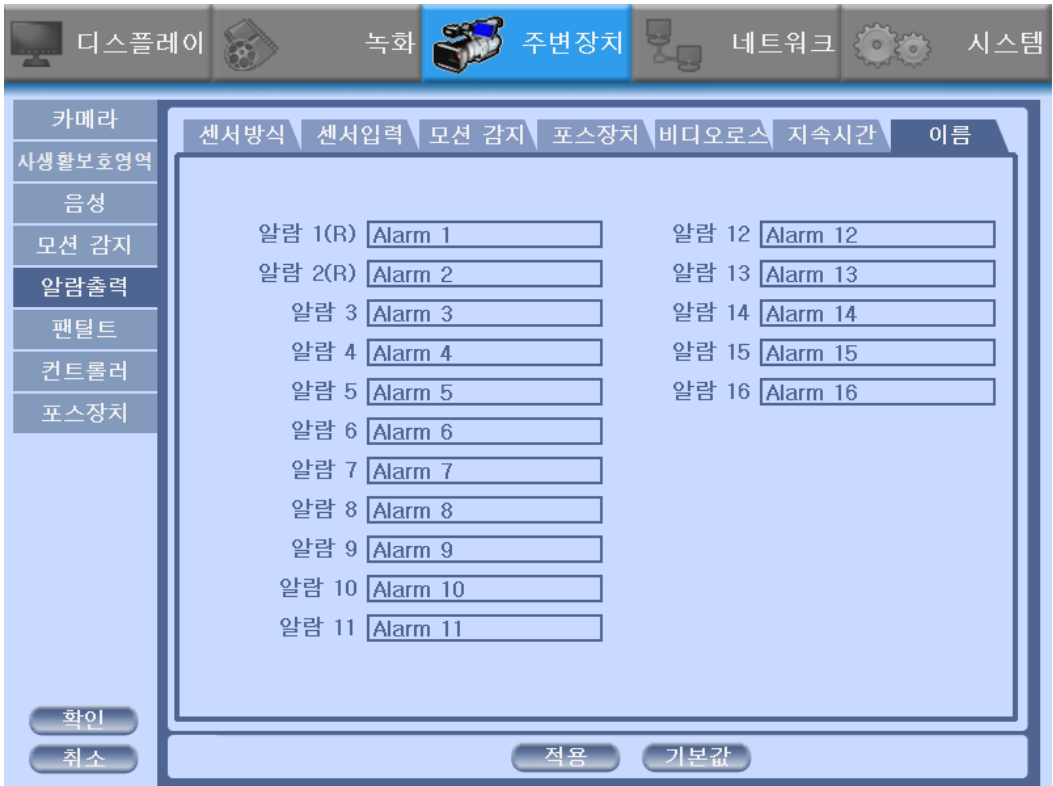 디스플레이 녹화 주변장치 네트워크 시스템
카메라
사생활보호영역
음성
모션 감지
알람출력
팬틸트
컨트롤러
포스장치
센서방식 센서입력 모션 감지 포스장치 비디오로스 지속시간 이름
알람 1(R) Alarm 1
알람 2(R) Alarm 2
알람 3 Alarm 3
알람 4 Alarm 4
알람 5 Alarm 5
알람 6 Alarm 6
알람 7 Alarm 7
알람 8 Alarm 8
알람 9 Alarm 9
알람 10 Alarm 10
알람 11 Alarm 11
알람 12 Alarm 12
알람 13 Alarm 13
알람 14 Alarm 14
알람 15 Alarm 15
알람 16 Alarm 16
확인
취소
적용 기본값